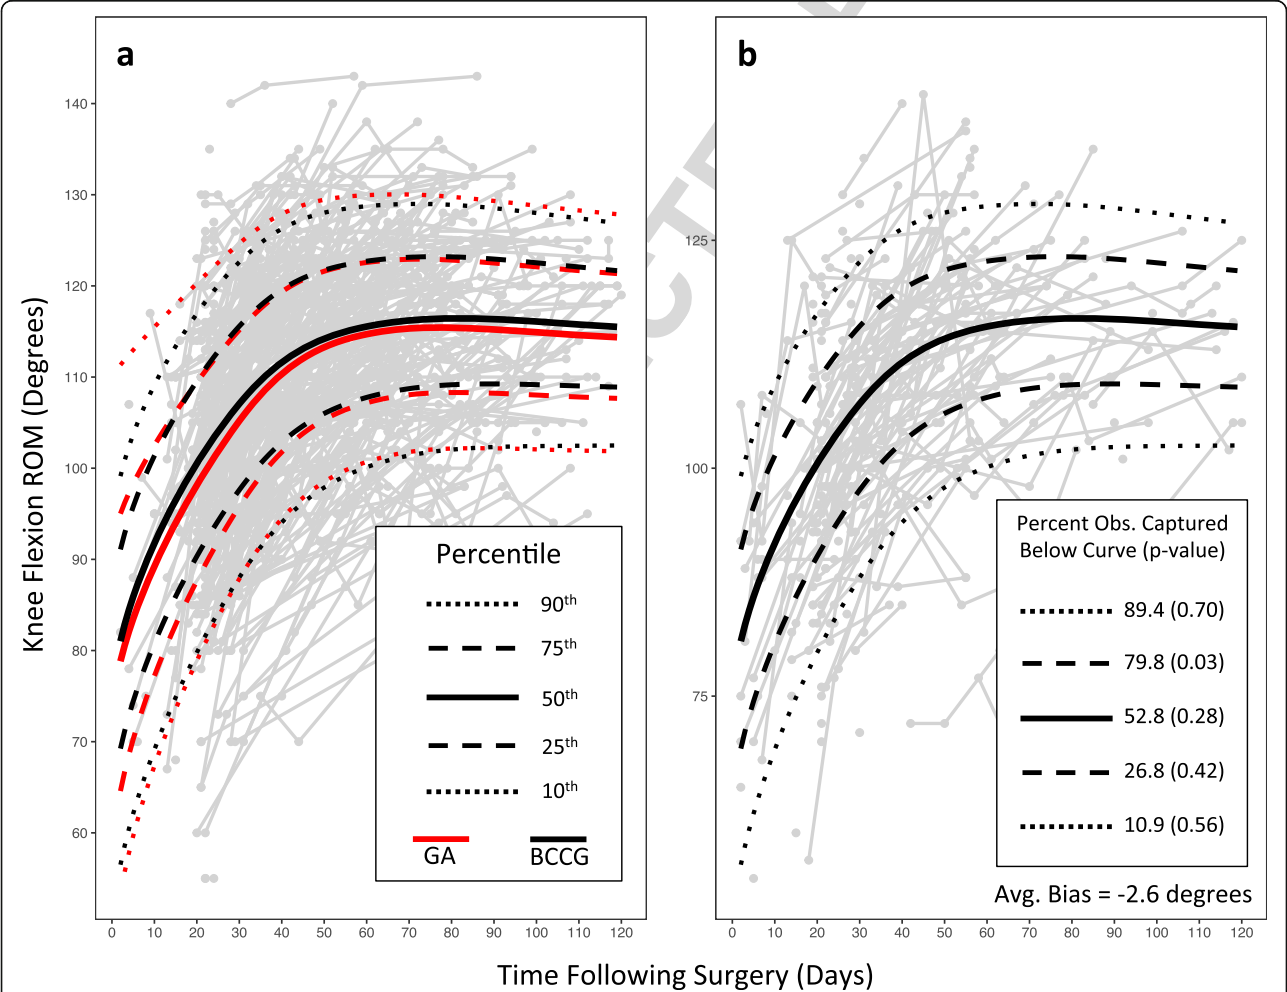 a
b
Knee Flexion ROM (Degrees)
140
130
120
110
100
90
80
70
60
0 10 20 30 40 50 60 70 80 90 100 110 120
Percentile
90th
75th
50th
25th
10th
GA BCCG
125
100
75
0 10 20 30 40 50 60 70 80 90 100 110 120
Percent Obs. Captured
Below Curve (p-value)
89.4 (0.70)
79.8 (0.03)
52.8 (0.28)
26.8 (0.42)
10.9 (0.56)
Avg. Bias = -2.6 degrees
Time Following Surgery (Days)